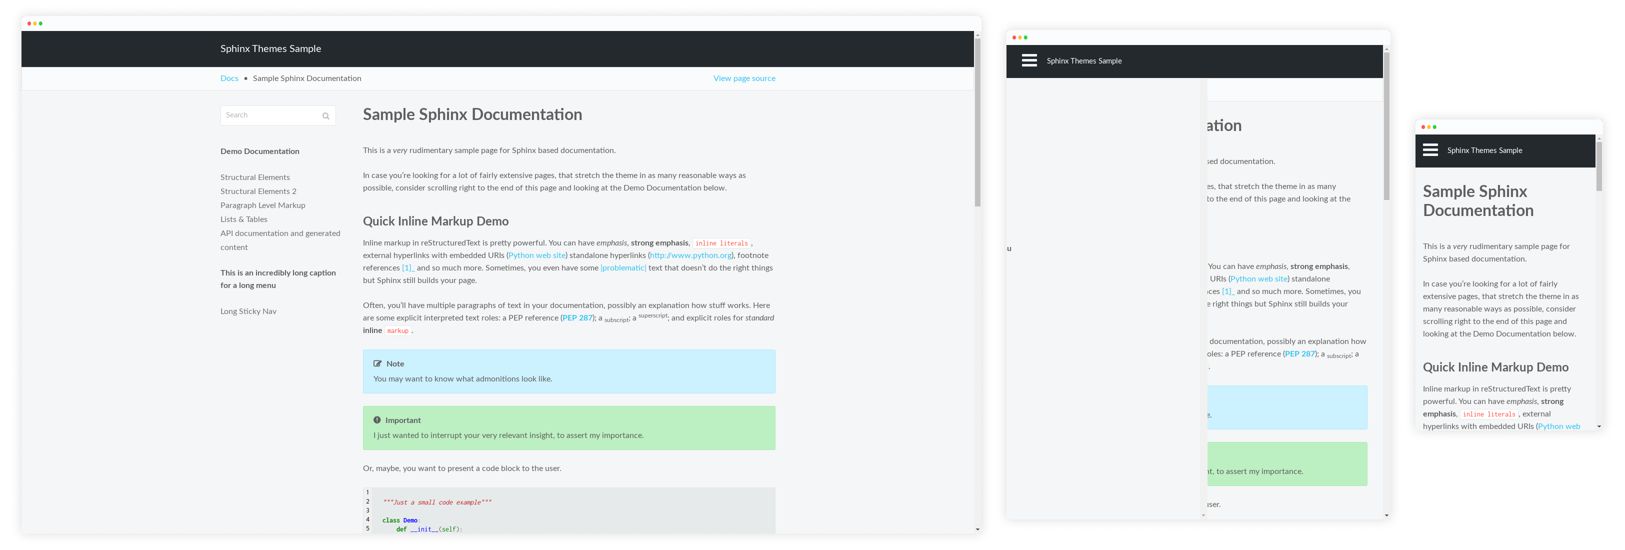 Sphinx Themes Sample
Docs • Sample Sphinx Documentation View page source
Search
Demo Documentation
Structural Elements
Structural Elements 2
Paragraph Level Markup
Lists & Tables
API documentation and generated
content
This is an incredibly long caption
for a long menu
Long Sticky Nav
Sample Sphinx Documentation
This is a very rudimentary sample page for Sphinx based documentation.
In case you’re looking for a lot of fairly extensive pages, that stretch the theme in as many reasonable ways as
possible, consider scrolling right to the end of this page and looking at the Demo Documentation below.
Quick Inline Markup Demo
Inline markup in reStructuredText is pretty powerful. You can have emphasis, strong emphasis, inline literals,
external hyperlinks with embedded URIs (Python web site) standalone hyperlinks (http://www.python.org), footnote
references [1]_ and so much more. Sometimes, you even have some |problematic| text that doesn’t do the right things
but Sphinx still builds your page.
Often, you’ll have multiple paragraphs of text in your documentation, possibly an explanation how stuff works. Here
are some explicit interpreted text roles: a PEP reference (PEP 287); a subscript; a superscript; and explicit roles for standard
inline markup.
Note
You may want to know what admonitions look like.
Important
I just wanted to interrupt your very relevant insight, to assert my importance.
Or, maybe, you want to present a code block to the user.
1
2 """Just a small code example"""
3
4 class Demo:
5 def __init__(self):
Sphinx Themes Sample
u
ation
sed documentation.
es, that stretch the theme in as many
to the end of this page and looking at the
You can have emphasis, strong emphasis,
URIs (Python web site) standalone
nces [1]_ and so much more. Sometimes, you
e right things but Sphinx still builds your
documentation, possibly an explanation how
oles: a PEP reference (PEP 287); a subscript; a
.
e.
nt, to assert my importance.
user.
Sphinx Themes Sample
Sample Sphinx
Documentation
This is a very rudimentary sample page for
Sphinx based documentation.
In case you’re looking for a lot of fairly
extensive pages, that stretch the theme in as
many reasonable ways as possible, consider
scrolling right to the end of this page and
looking at the Demo Documentation below.
Quick Inline Markup Demo
Inline markup in reStructuredText is pretty
powerful. You can have emphasis, strong
emphasis, inline literals, external
hyperlinks with embedded URIs (Python web